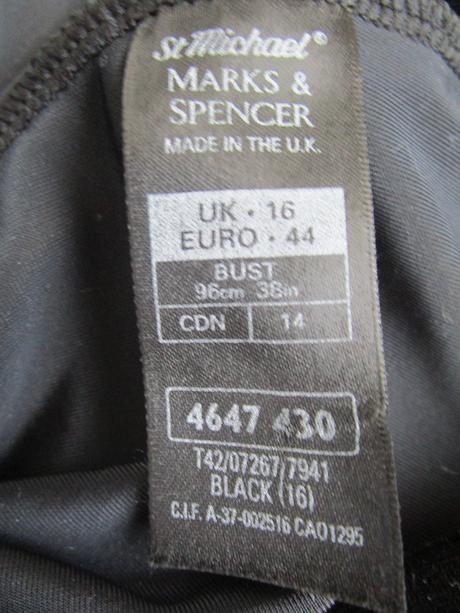 St Michael®
MARKS &
SPENCER
MADE IN THE U.K.
UK • 16
EURO • 44
BUST
96cm 38in
CDN 14
4647 430
T42/07267/7941
BLACK (16)
C.I.F. A-37-002516 CA01295